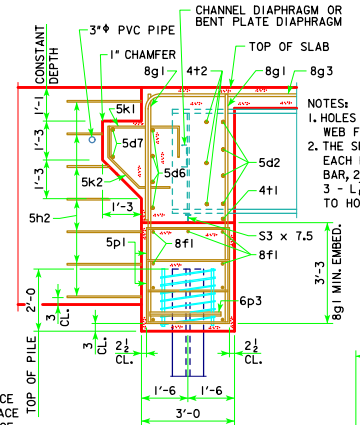 CHANNEL DIAPHRAGM OR
BENT PLATE DIAPHRAGM
3"Φ PVC PIPE
1" CHAMFER
TOP OF SLAB
CONSTANT
DEPTH
8g1
4t2
8g1
8g3
5k1
1'-1
5d7
1'-3
5d6
5d2
5k2
1'-3
4t1
1'-3
5h2
5p1
8f1
S3 x 7.5
8f1
3'-3
8g1 MIN. EMBED.
2'-0
6p3
3
CL.
3
CL.
2½
CL.
2½
CL.
TOP OF PILE
1'-6
1'-6
3'-0
NOTES:
1. HOLES
WEB F
2. THE S
EACH
BAR, 2
3 - L
TO HO
CE
ACE
CE